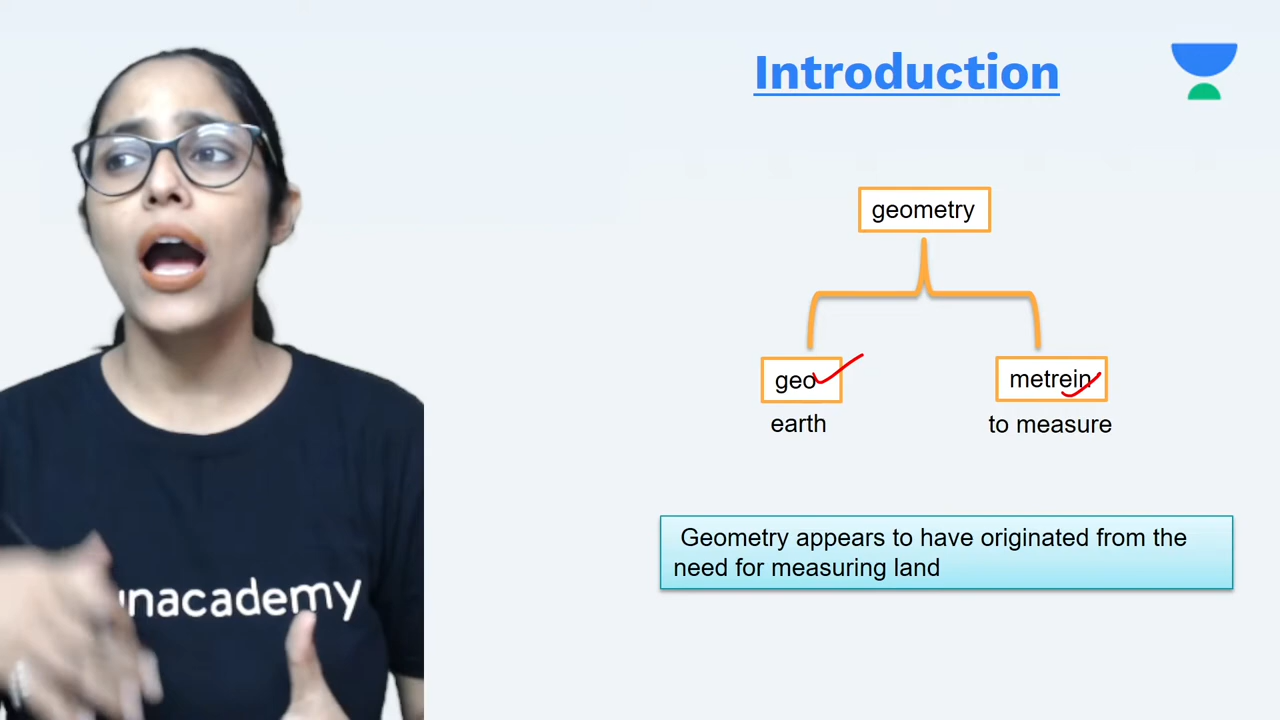 Introduction
geometry
geo
metrein
earth
to measure
Geometry appears to have originated from the
need for measuring land
unacademy